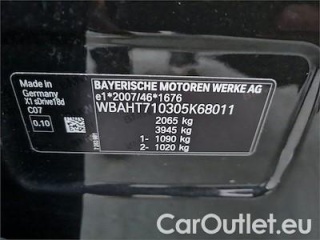 Made in
Germany
X1 sDrive18d
C07
0.10
BAYERISCHE MOTOREN WERKE AG
e1*2007/46*1676
WBAHT710305K68011
2065 kg
3945 kg
1- 1090 kg
2- 1020 kg
CarOutlet.eu